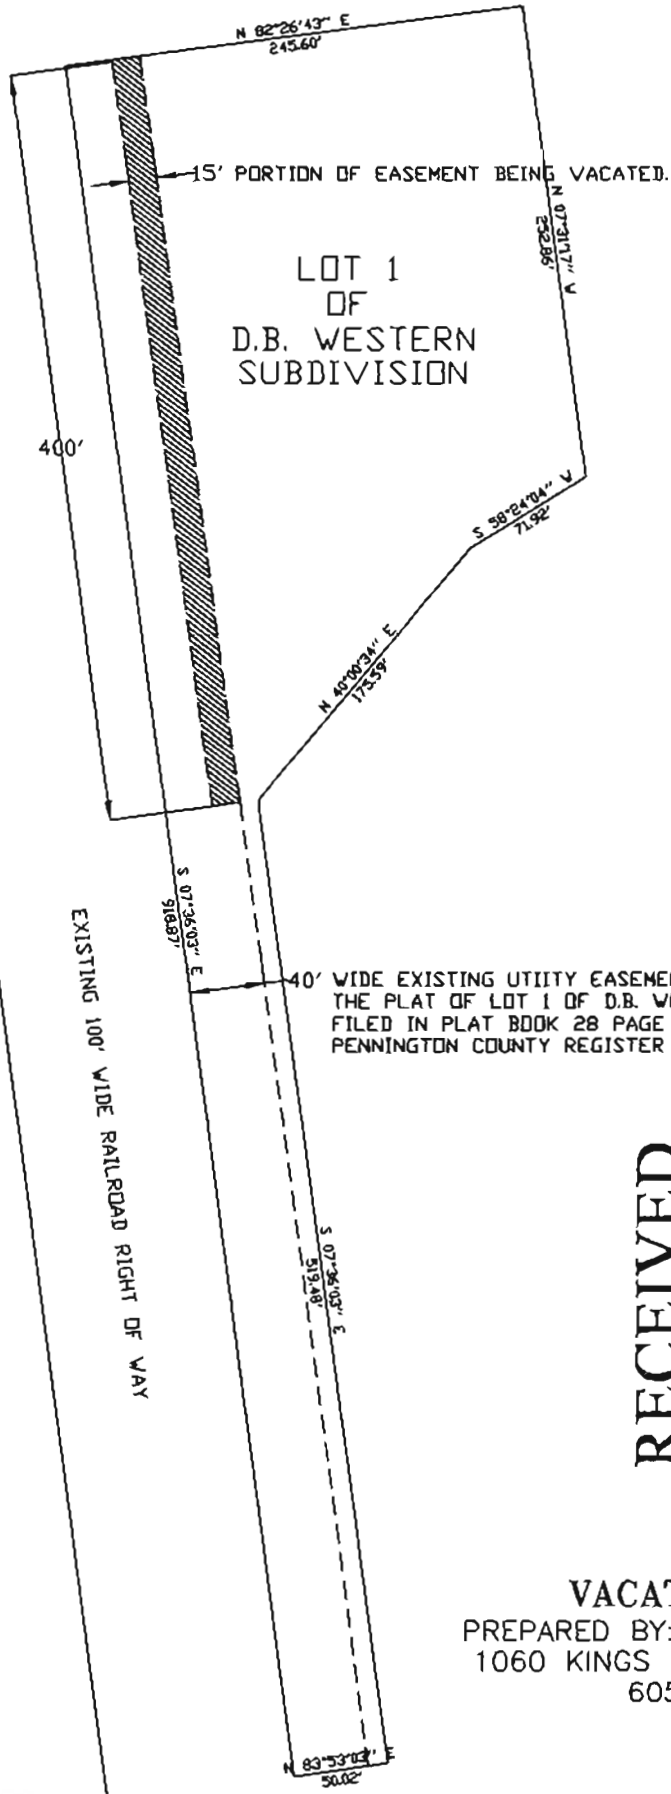 N 82°26'43" E
245.60'
15' PORTION OF EASEMENT BEING VACATED.
N 07°31'17" W
252.86'
LOT 1
OF
D.B. WESTERN
SUBDIVISION
400'
S 58°24'04" W
71.92'
N 40°00'34" E
175.59'
S 07°36'03" E
918.87'
EXISTING 100' WIDE RAILROAD RIGHT OF WAY
40' WIDE EXISTING UTIITY EASEME
THE PLAT OF LOT 1 OF D.B. W
FILED IN PLAT BOOK 28 PAGE
PENNINGTON COUNTY REGISTER
S 07°36'03" E
519.48'
RECEIVED
VACAT
PREPARED BY:
1060 KINGS
605
N 83°53'03" E
50.02'